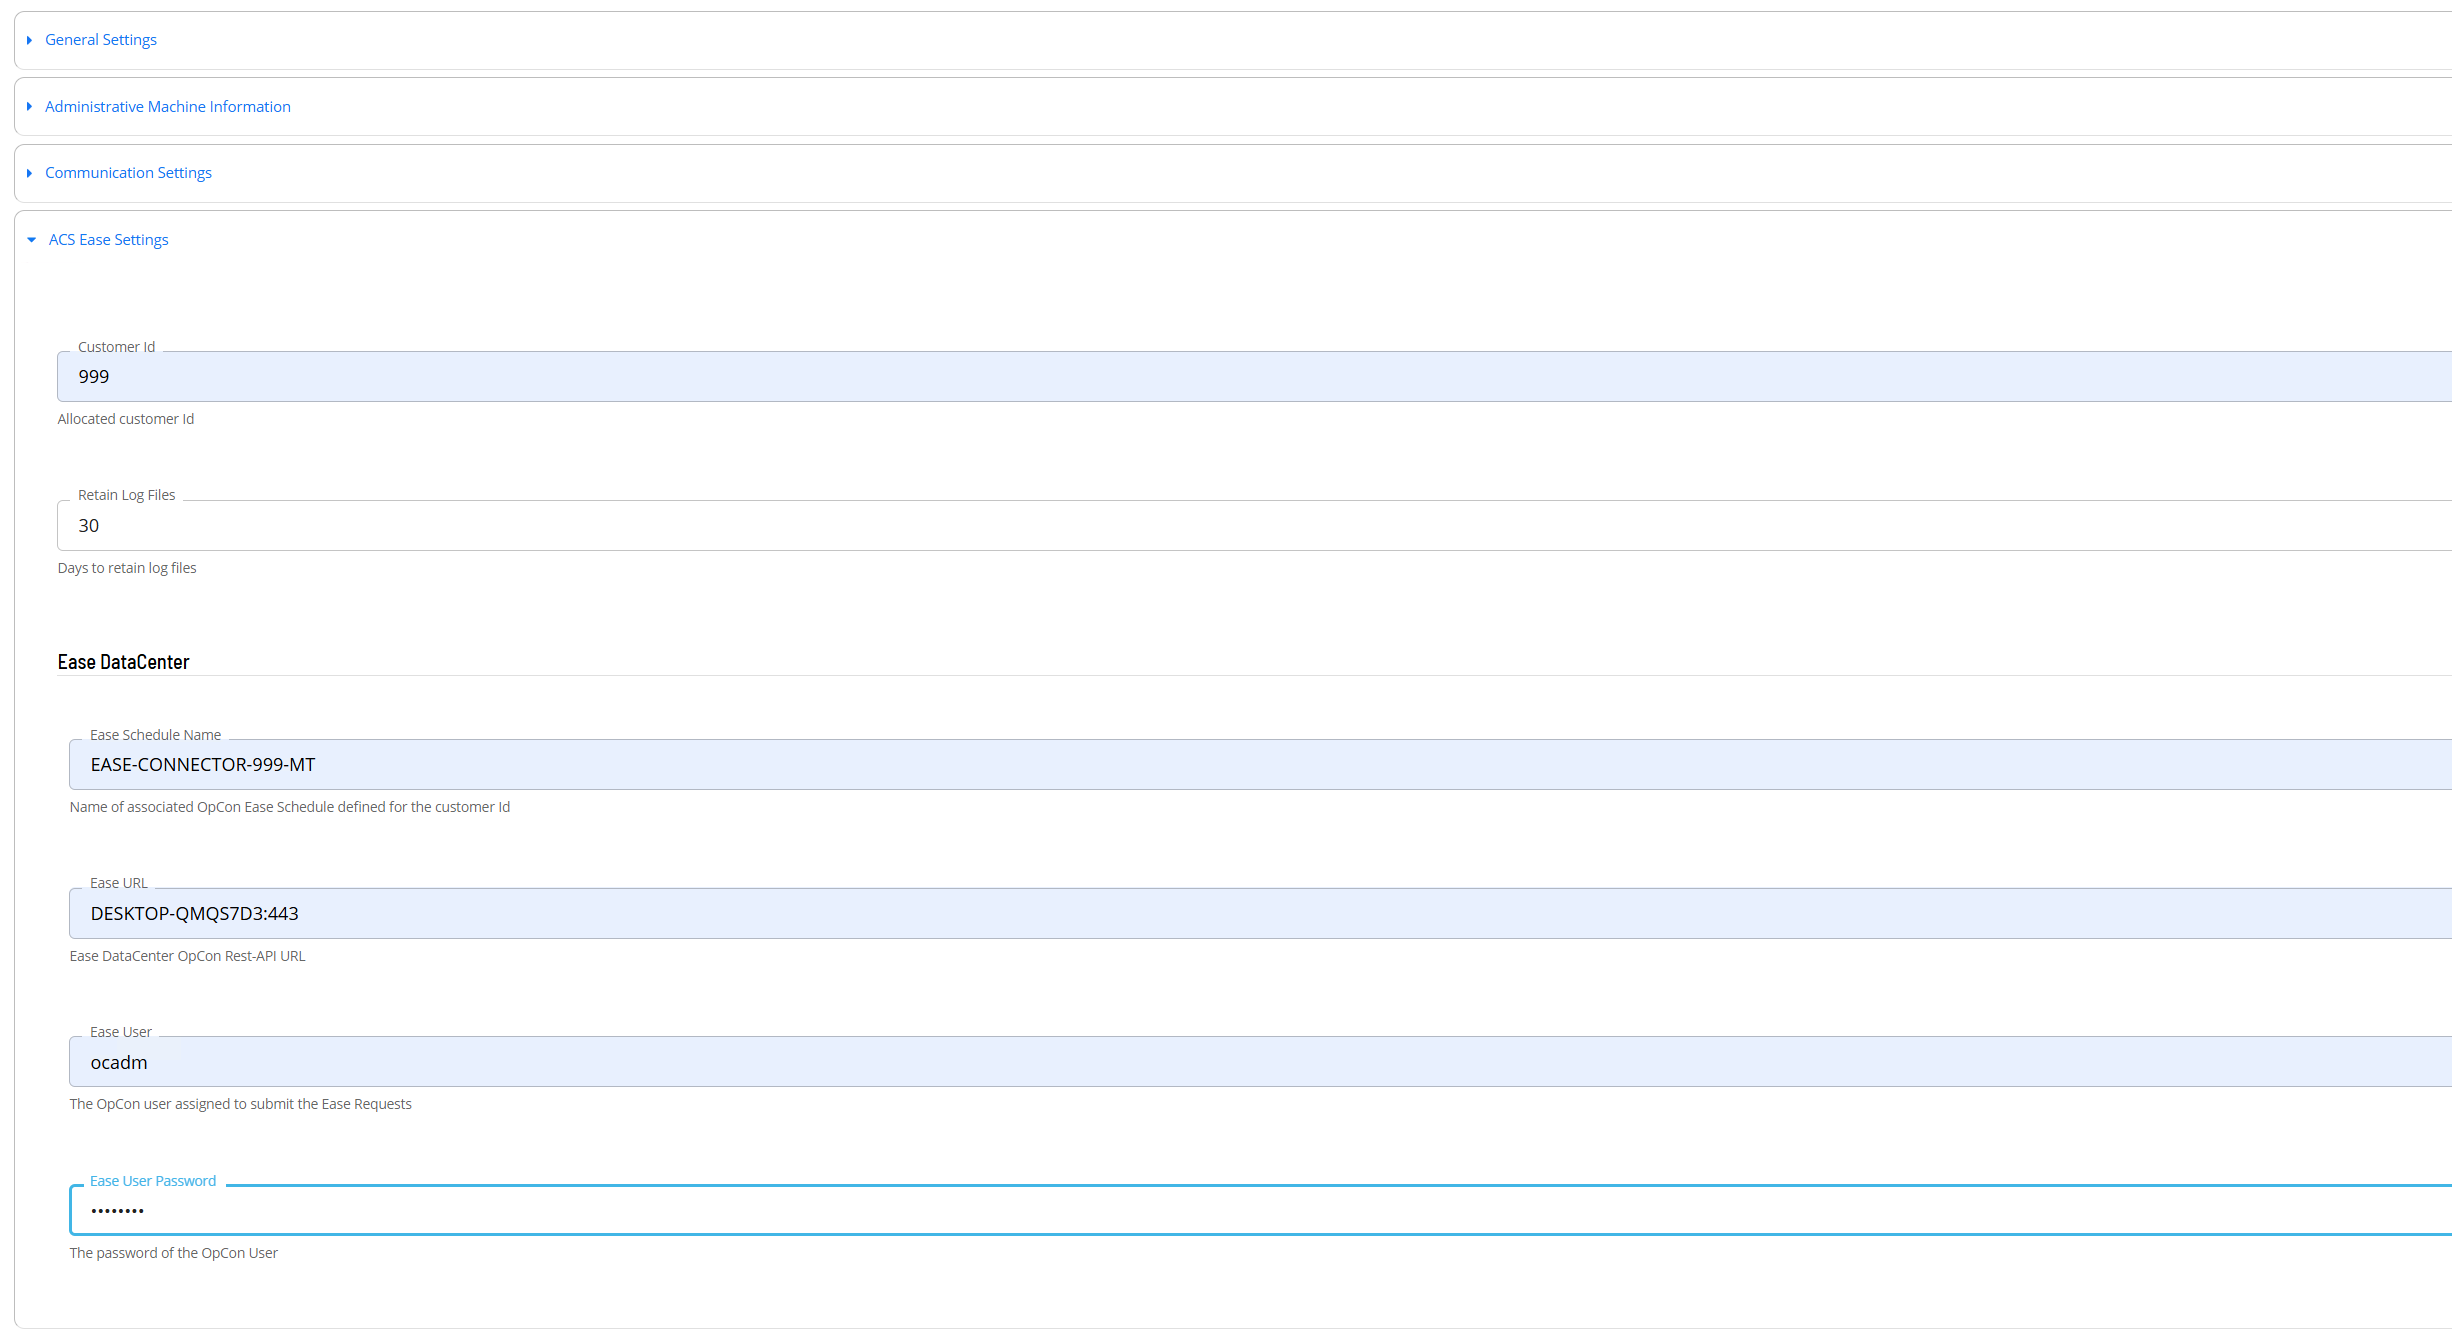 General Settings
Administrative Machine Information
Communication Settings
ACS Ease Settings
Customer Id
999
Allocated customer Id
Retain Log Files
30
Days to retain log files
Ease DataCenter
Ease Schedule Name
EASE-CONNECTOR-999-MT
Name of associated OpCon Ease Schedule defined for the customer Id
Ease URL
DESKTOP-QMQS7D3:443
Ease DataCenter OpCon Rest-API URL
Ease User
ocadm
The OpCon user assigned to submit the Ease Requests
Ease User Password
••••••••
The password of the OpCon User